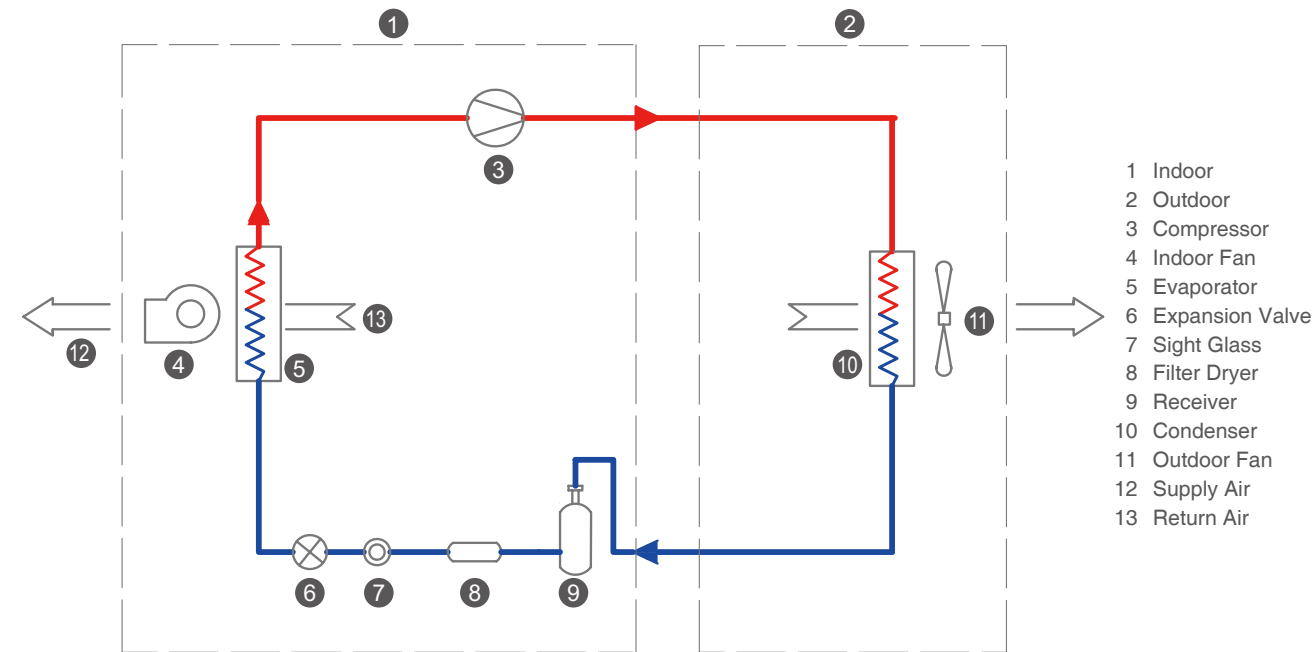 1
2
3
13
12
4
5
10
11
6
7
8
9
1 Indoor
2 Outdoor
3 Compressor
4 Indoor Fan
5 Evaporator
6 Expansion Valve
7 Sight Glass
8 Filter Dryer
9 Receiver
10 Condenser
11 Outdoor Fan
12 Supply Air
13 Return Air